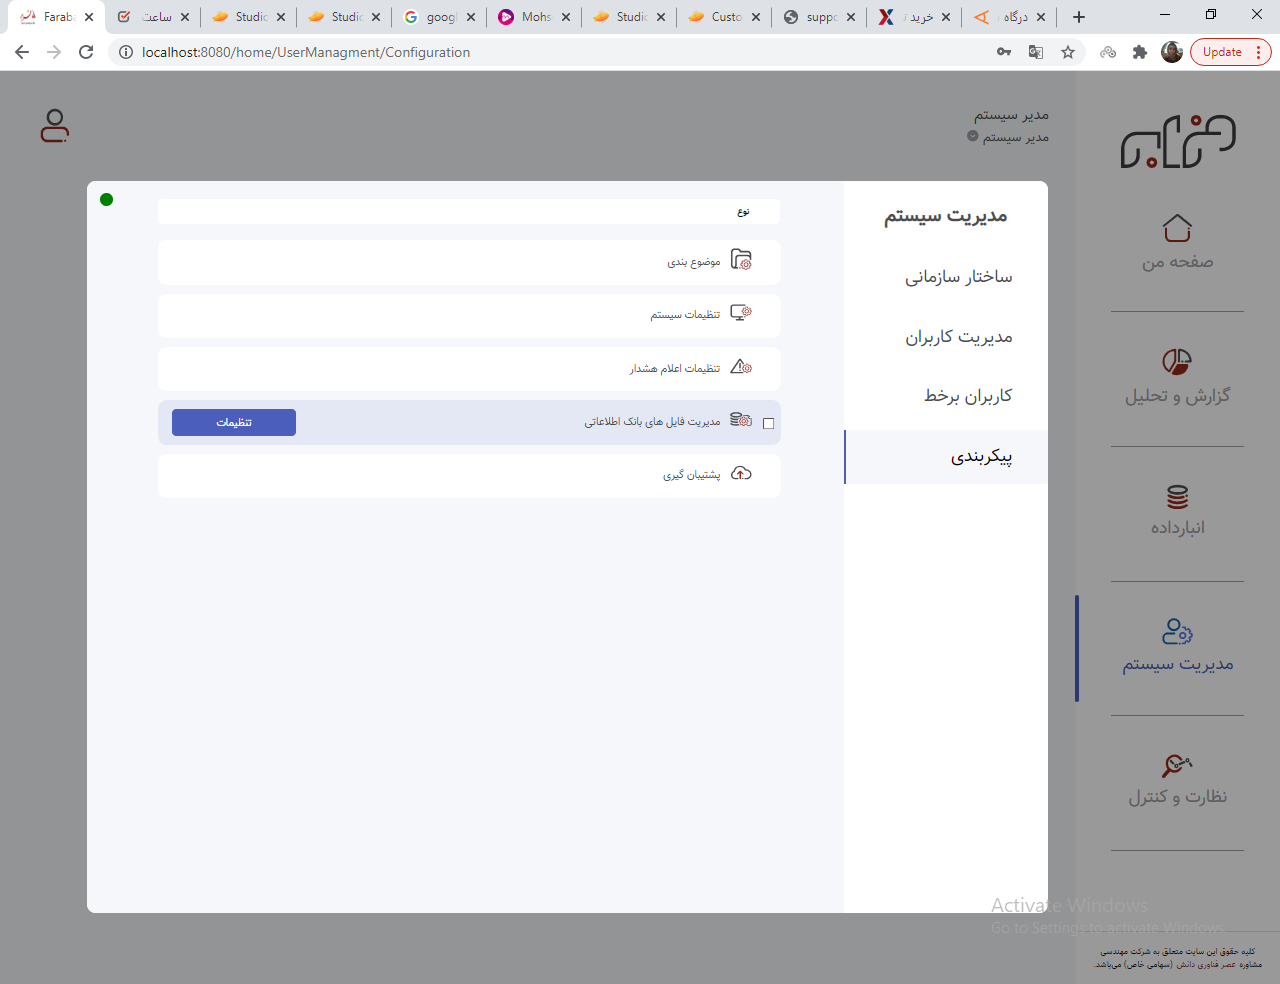 Farab
ساعت
Studio
Studio
googl
Mohs
Studio
Custo
suppo
خرید
درگاه
localhost:8080/home/UserManagment/Configuration
Update
مدیر سیستم
مدیر سیستم
فراب
صفحه من
گزارش و تحلیل
انبارداده
مدیریت سیستم
نظارت و کنترل
مدیریت سیستم
ساختار سازمانی
مدیریت کاربران
کاربران برخط
پیکربندی
نوع
موضوع بندی
تنظیمات سیستم
تنظیمات اعلام هشدار
مدیریت فایل های بانک اطلاعاتی
تنظیمات
پشتیبان گیری
Activate Windows
Go to Settings to activate Windows.
کلیه حقوق این سایت متعلق به شرکت مهندسی
مشاوره عصر فناوری دانش (سهامی خاص) می‌باشد.